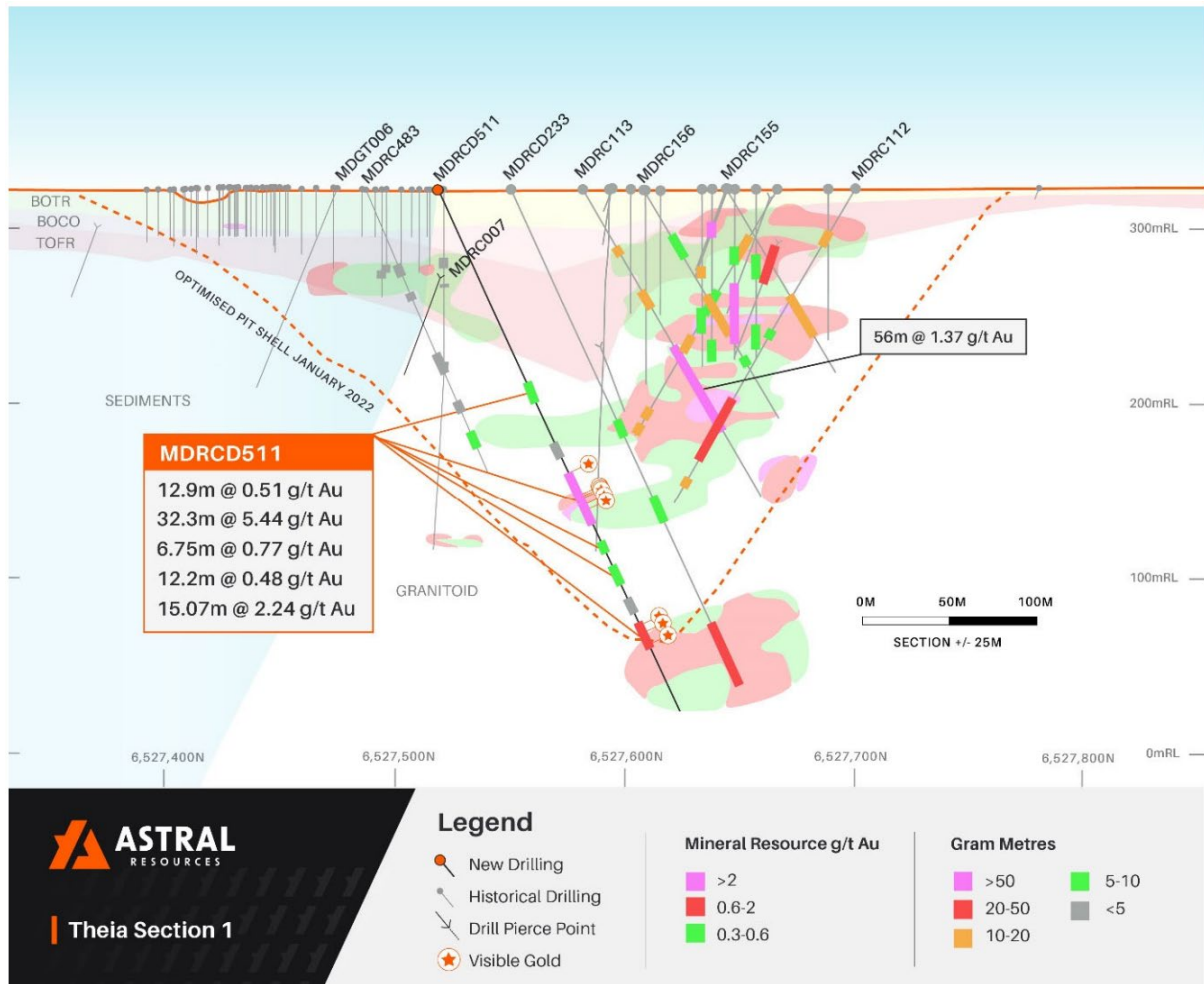 MDGT006
MDRC483
MDRCD511
MDRCD233
MDRC113
MDRC156
MDRC155
MDRC112
BOTR
BOCO
TOFR
MDRC007
300mRL
OPTIMISED PIT SHELL JANUARY 2022
56m @ 1.37 g/t Au
SEDIMENTS
200mRL
MDRCD511
12.9m @ 0.51 g/t Au
32.3m @ 5.44 g/t Au
6.75m @ 0.77 g/t Au
12.2m @ 0.48 g/t Au
15.07m @ 2.24 g/t Au
GRANITOID
100mRL
0M 50M 100M
SECTION +/- 25M
6,527,400N 6,527,500N 6,527,600N 6,527,700N 6,527,800N 0mRL
ASTRAL
RESOURCES
Theia Section 1
Legend
New Drilling
Historical Drilling
Drill Pierce Point
Visible Gold
Mineral Resource g/t Au
>2
0.6-2
0.3-0.6
Gram Metres
>50
20-50
10-20
5-10
<5